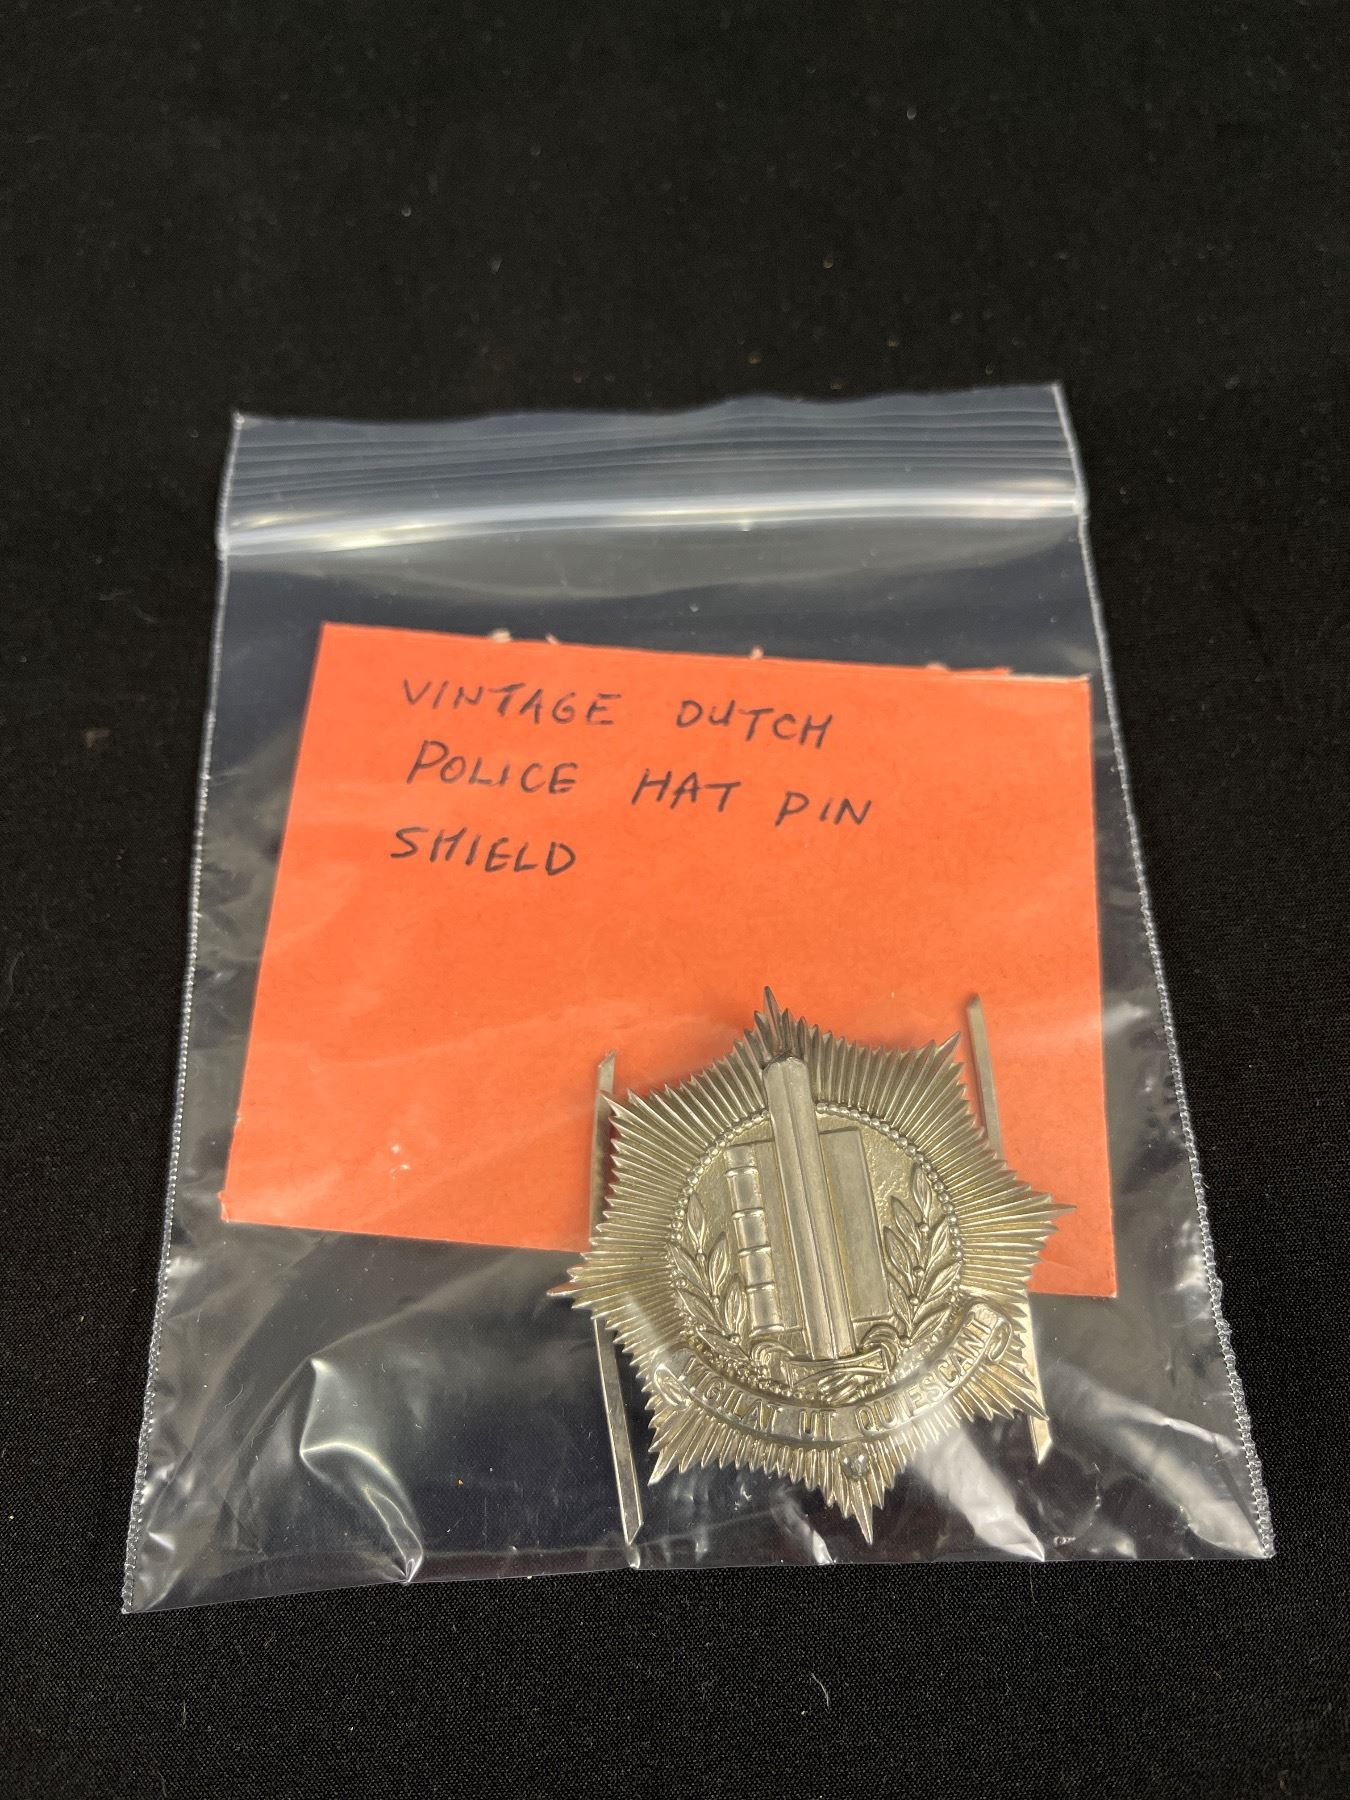 VINTAGE DUTCH
POLICE HAT PIN
SHIELD
VIGILAT UT QUIESCANT